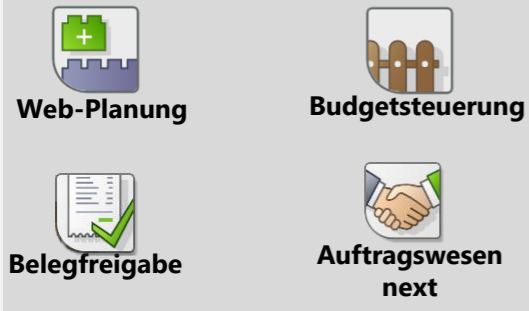 Web-Planung
Budgetsteuerung
Belegfreigabe
Auftragswesen
next